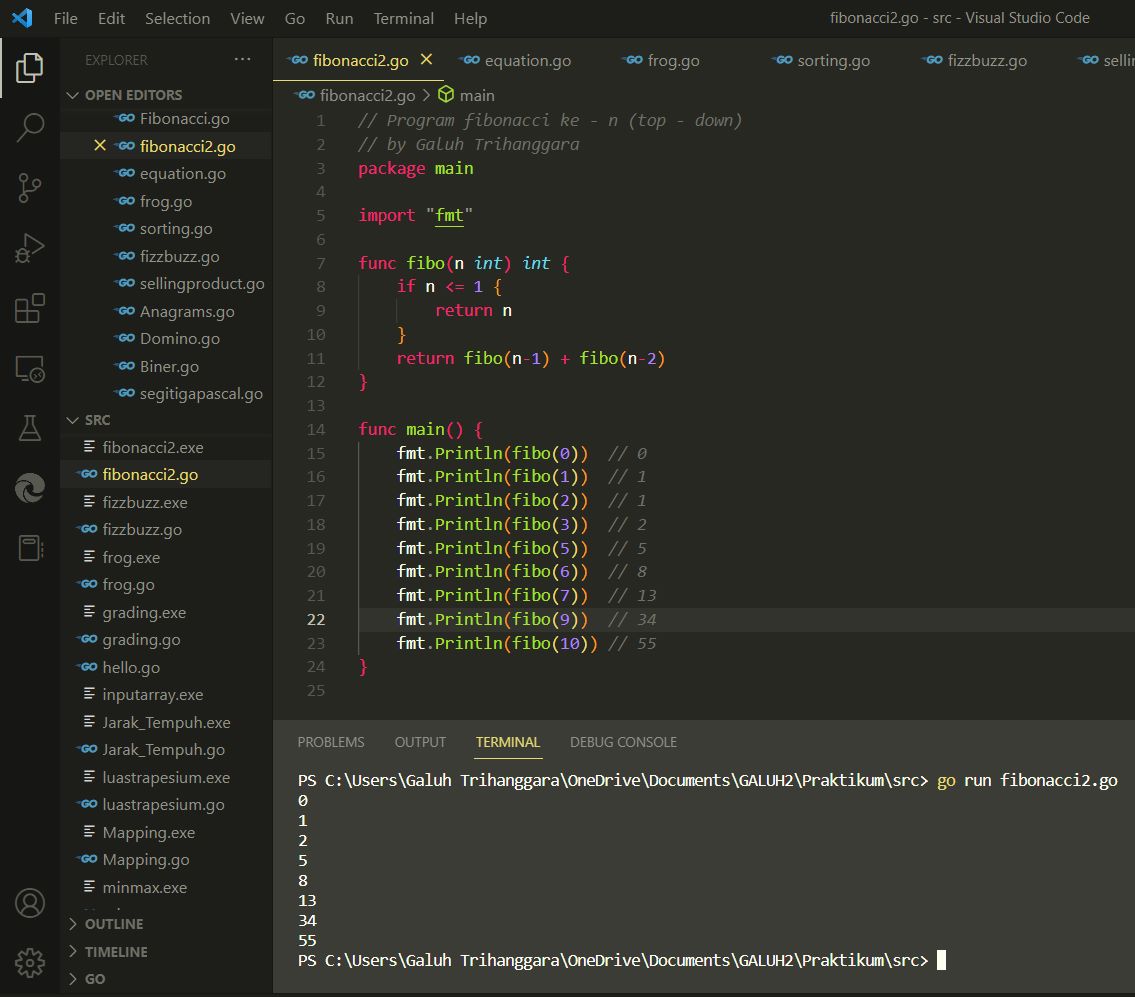 File Edit Selection View Go Run Terminal Help
fibonacci2.go - src - Visual Studio Code
EXPLORER
OPEN EDITORS
Fibonacci.go
fibonacci2.go
equation.go
frog.go
sorting.go
fizzbuzz.go
sellingproduct.go
Anagrams.go
Domino.go
Biner.go
segitigapascal.go
SRC
fibonacci2.exe
fibonacci2.go
fizzbuzz.exe
fizzbuzz.go
frog.exe
frog.go
grading.exe
grading.go
hello.go
inputarray.exe
Jarak_Tempuh.exe
Jarak_Tempuh.go
luastrapesium.exe
luastrapesium.go
Mapping.exe
Mapping.go
minmax.exe
OUTLINE
TIMELINE
GO
fibonacci2.go equation.go frog.go sorting.go fizzbuzz.go
fibonacci2.go > main
1 // Program fibonacci ke - n (top - down)
2 // by Galuh Trihanggara
3 package main
4
5 import "fmt"
6
7 func fibo(n int) int {
8     if n <= 1 {
9         return n
10     }
11     return fibo(n-1) + fibo(n-2)
12 }
13
14 func main() {
15     fmt.Println(fibo(0))  // 0
16     fmt.Println(fibo(1))  // 1
17     fmt.Println(fibo(2))  // 1
18     fmt.Println(fibo(3))  // 2
19     fmt.Println(fibo(5))  // 5
20     fmt.Println(fibo(6))  // 8
21     fmt.Println(fibo(7))  // 13
22     fmt.Println(fibo(9))  // 34
23     fmt.Println(fibo(10)) // 55
24 }
25
PROBLEMS OUTPUT TERMINAL DEBUG CONSOLE
PS C:\Users\Galuh Trihanggara\OneDrive\Documents\GALUH2\Praktikum\src> go run fibonacci2.go
0
1
2
5
8
13
34
55
PS C:\Users\Galuh Trihanggara\OneDrive\Documents\GALUH2\Praktikum\src>